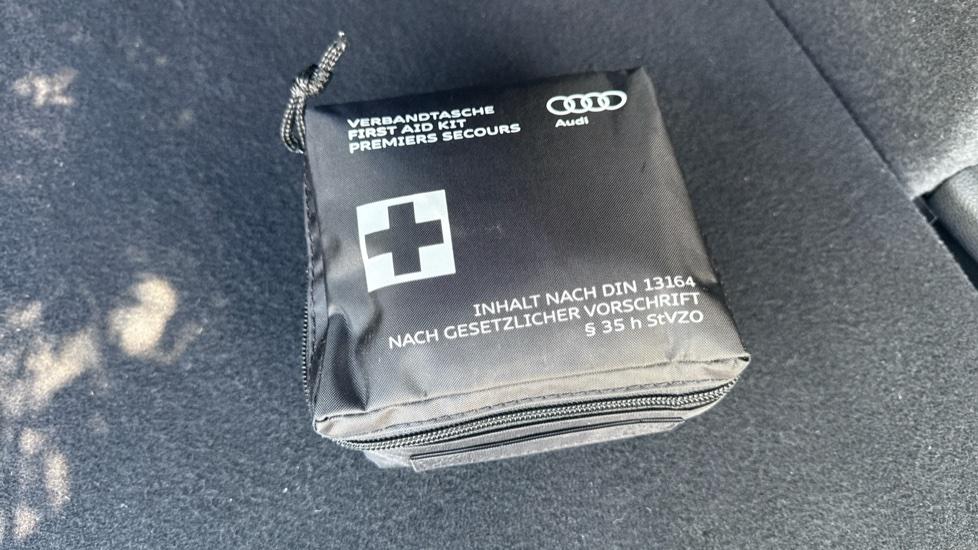 VERBANDTASCHE
FIRST AID KIT
PREMIERS SECOURS
Audi
INHALT NACH DIN 13164
NACH GESETZLICHER VORSCHRIFT
§ 35 h StVZO